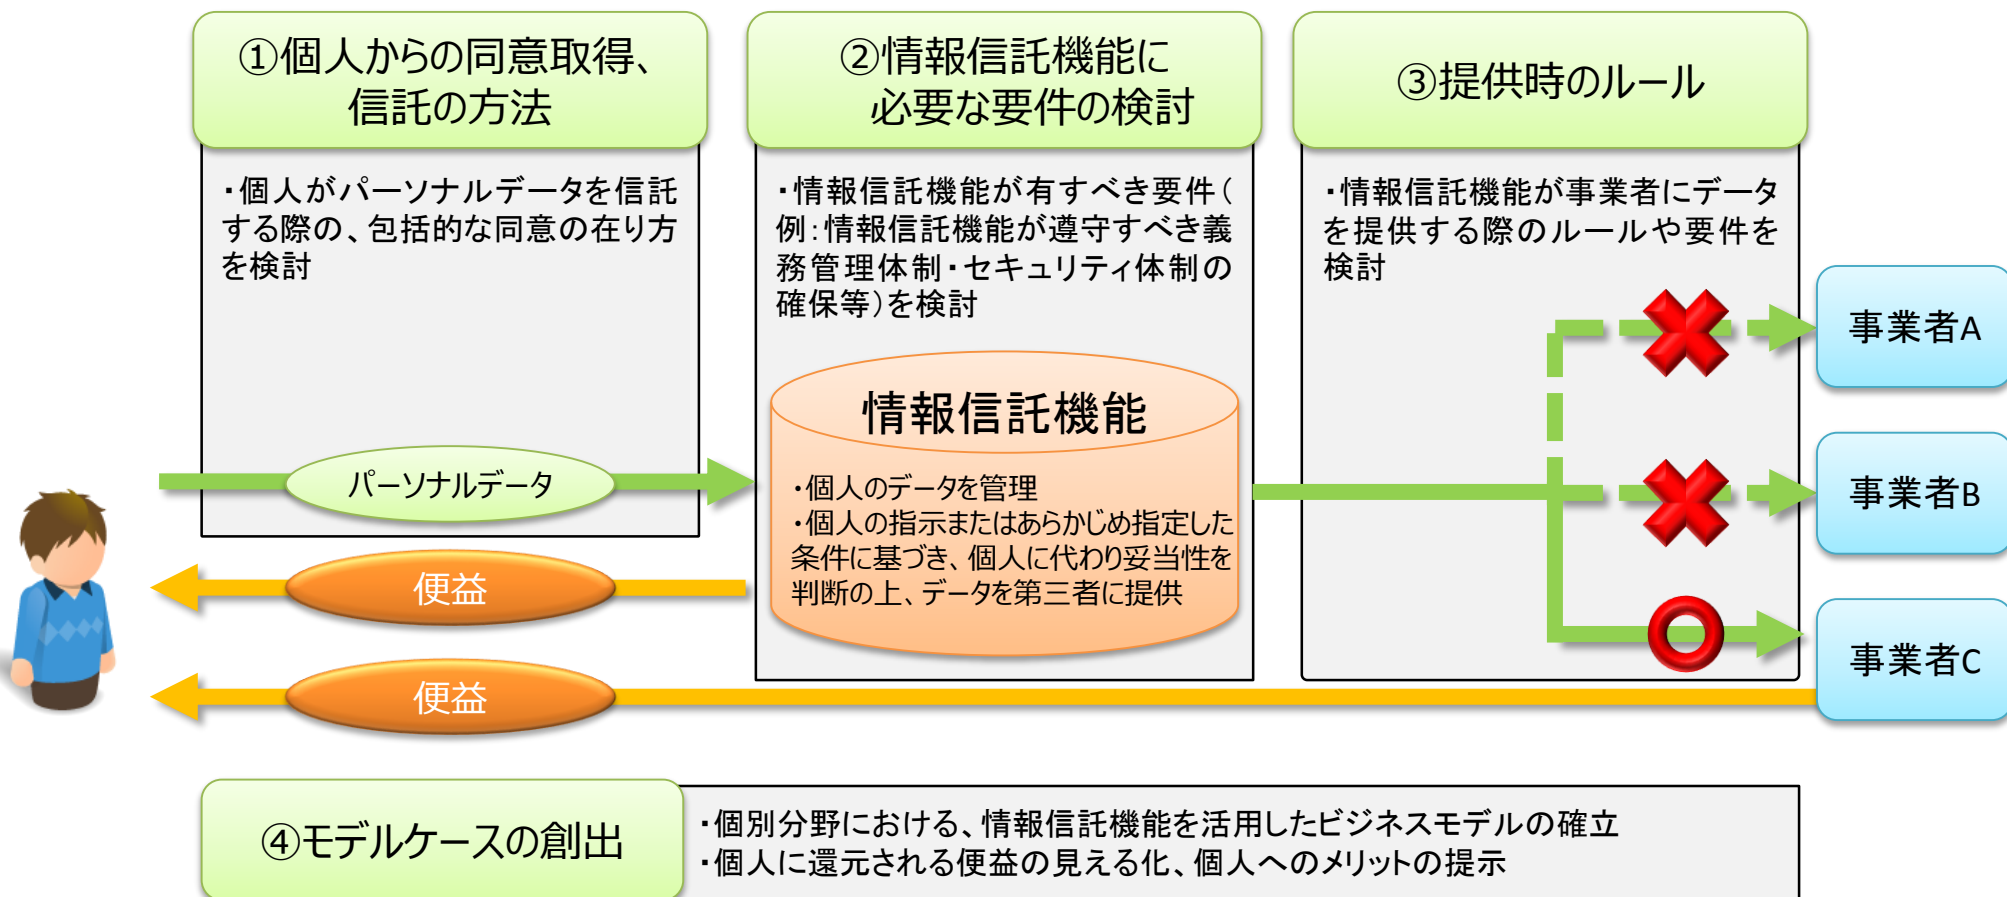 ①個人からの同意取得、
信託の方法
・個人がパーソナルデータを信託
する際の、包括的な同意の在り方
を検討
パーソナルデータ
便益
便益
②情報信託機能に
必要な要件の検討
・情報信託機能が有すべき要件（
例：情報信託機能が遵守すべき義
務管理体制・セキュリティ体制の
確保等）を検討
情報信託機能
・個人のデータを管理
・個人の指示またはあらかじめ指定した
条件に基づき、個人に代わり妥当性を
判断の上、データを第三者に提供
③提供時のルール
・情報信託機能が事業者にデータ
を提供する際のルールや要件を
検討
事業者A
事業者B
事業者C
④モデルケースの創出
・個別分野における、情報信託機能を活用したビジネスモデルの確立
・個人に還元される便益の見える化、個人へのメリットの提示